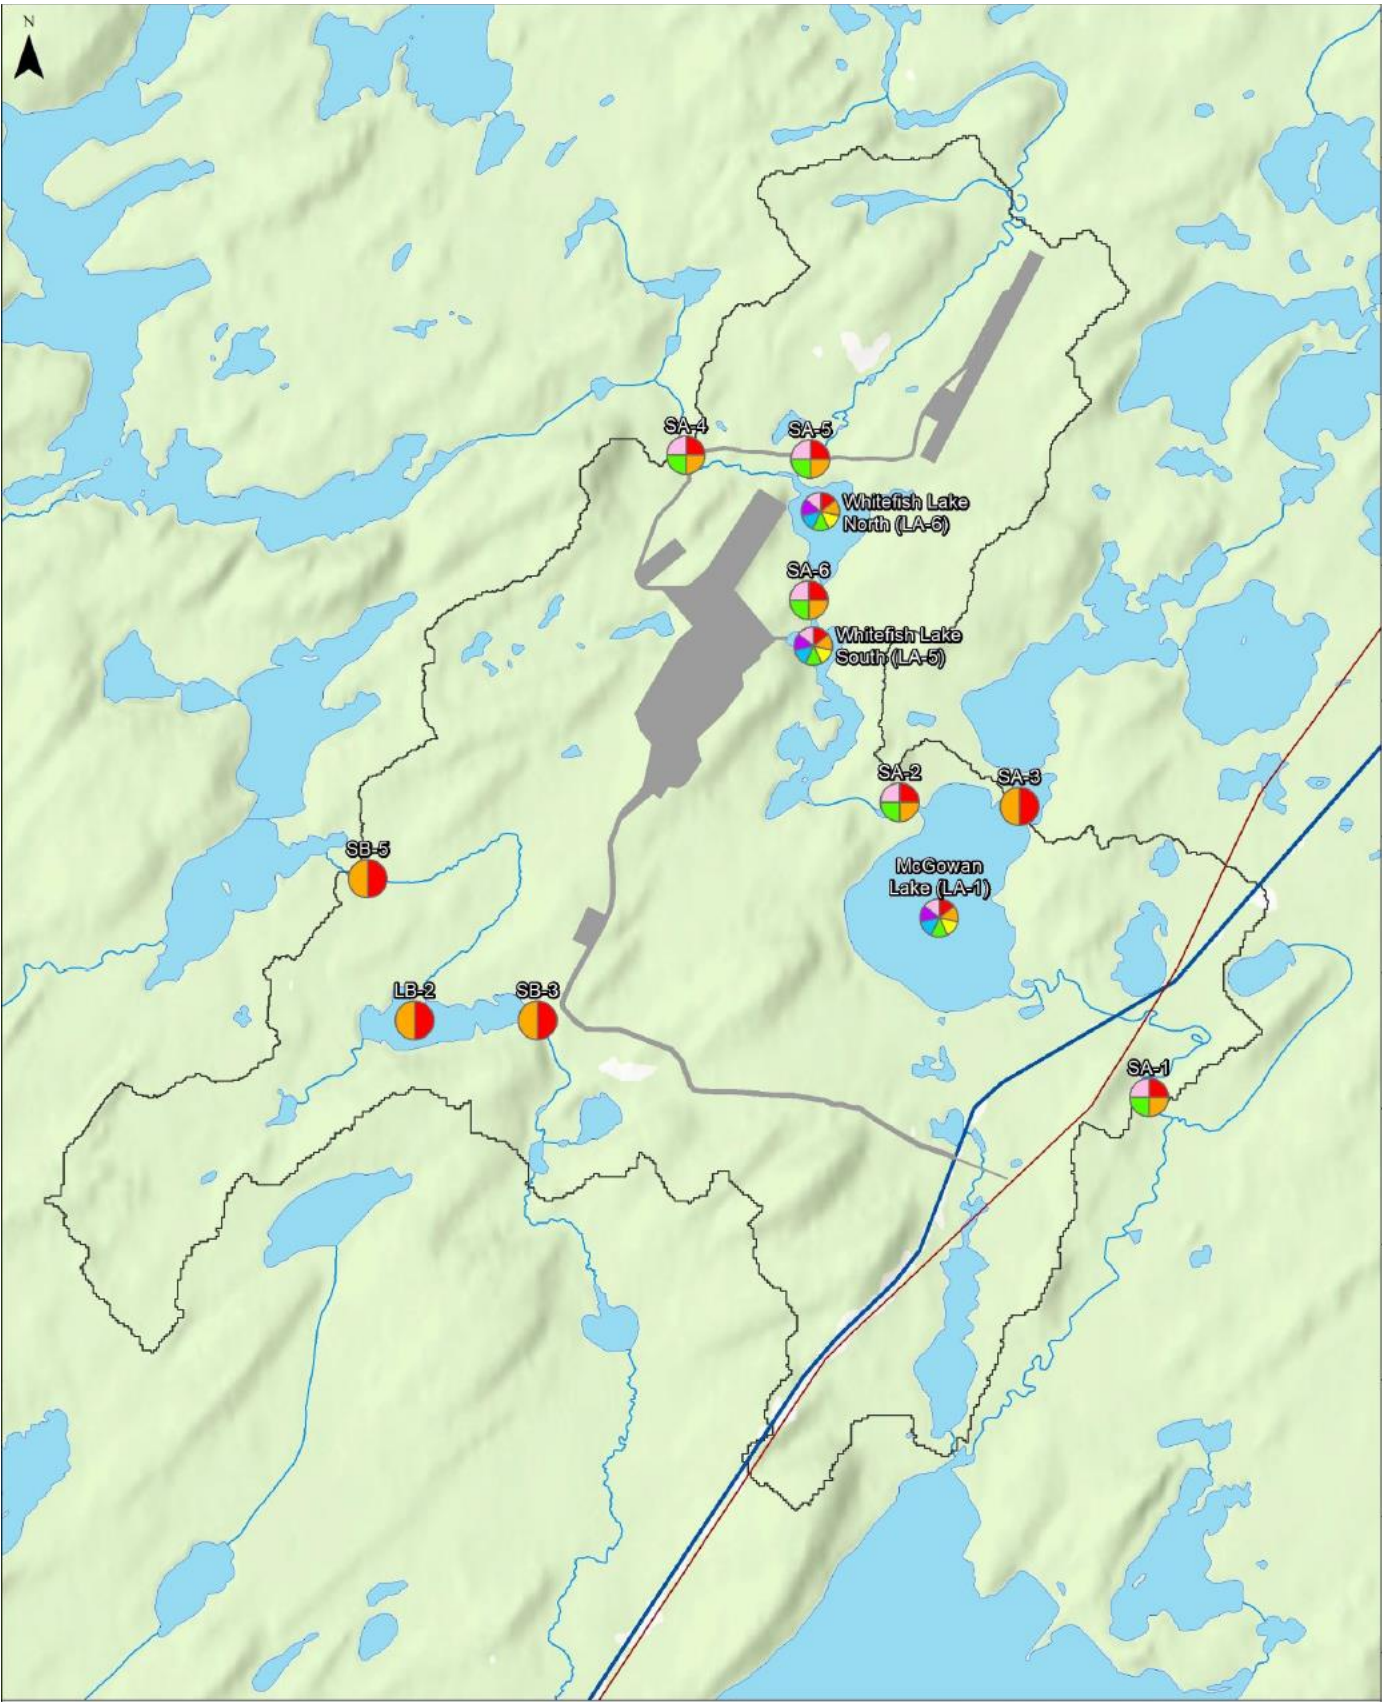 N
SA-4
SA-5
Whitefish Lake
North (LA-6)
SA-6
Whitefish Lake
South (LA-5)
SA-2
SA-3
SB-5
McGowan
Lake (LA-1)
LB-2
SB-3
SA-1